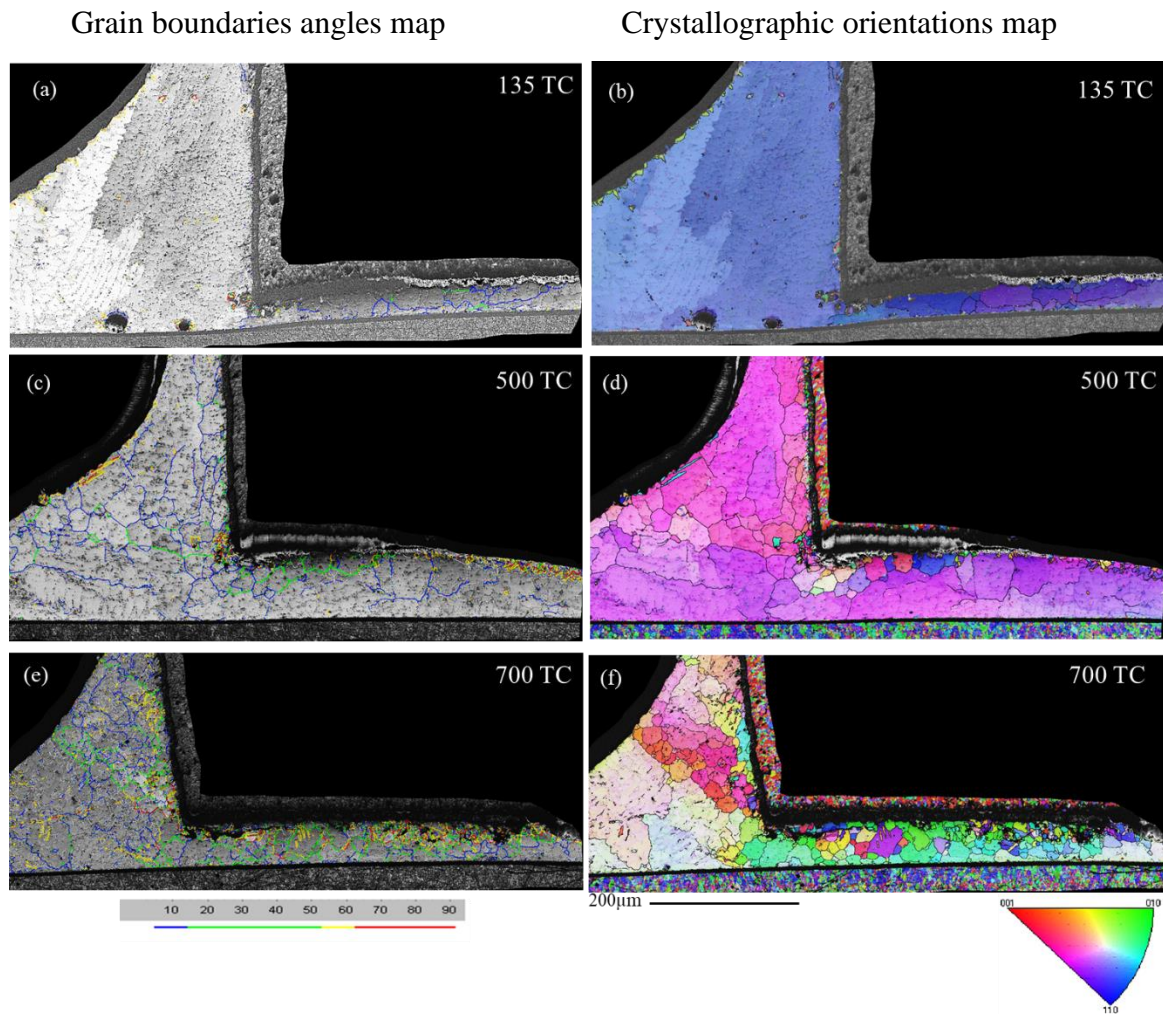 Grain boundaries angles map
Crystallographic orientations map
(a)
135 TC
(b)
135 TC
(c)
500 TC
(d)
500 TC
(e)
700 TC
(f)
700 TC
10 20 30 40 50 60 70 80 90
200µm
001
010
110